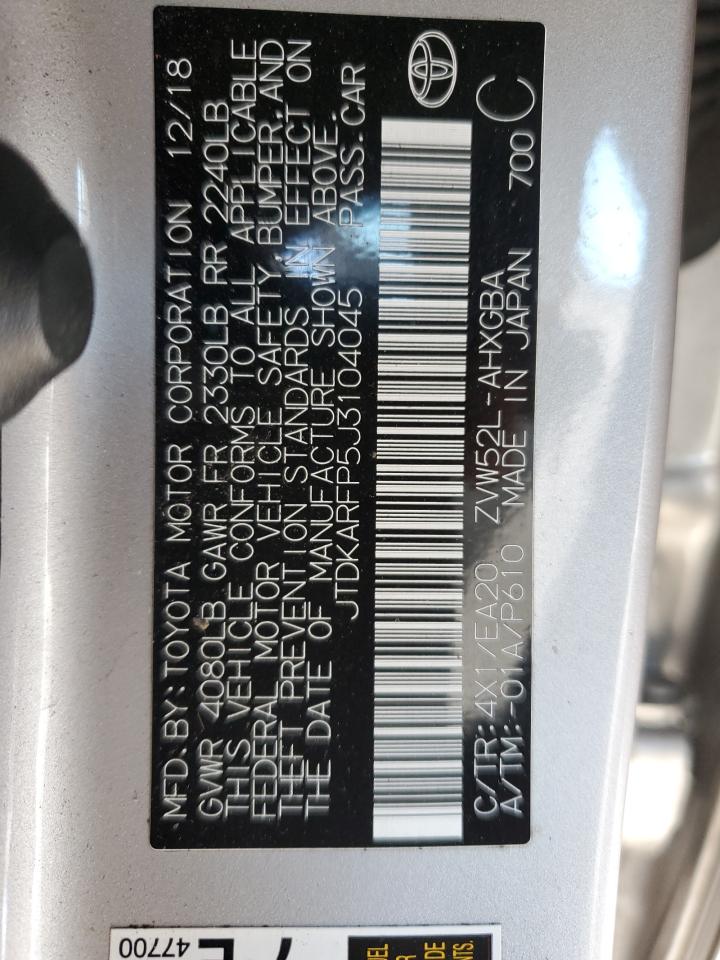 MFD.BY:TOYOTA MOTOR CORPORATION 12/18
GVWR 4080LB GAWR FR 2330LB RR 2240LB
THIS VEHICLE CONFORMS TO ALL APPLICABLE
FEDERAL MOTOR VEHICLE SAFETY, BUMPER, AND
THEFT PREVENTION STANDARDS IN EFFECT ON
THE DATE OF MANUFACTURE SHOWN ABOVE.
JTDKARFP5J3104045 PASS.CAR
C/TR:4X1/EA20 ZVW52L-AHXGBA
A/TM:-01A/P610 MADE IN JAPAN 700 C
47700